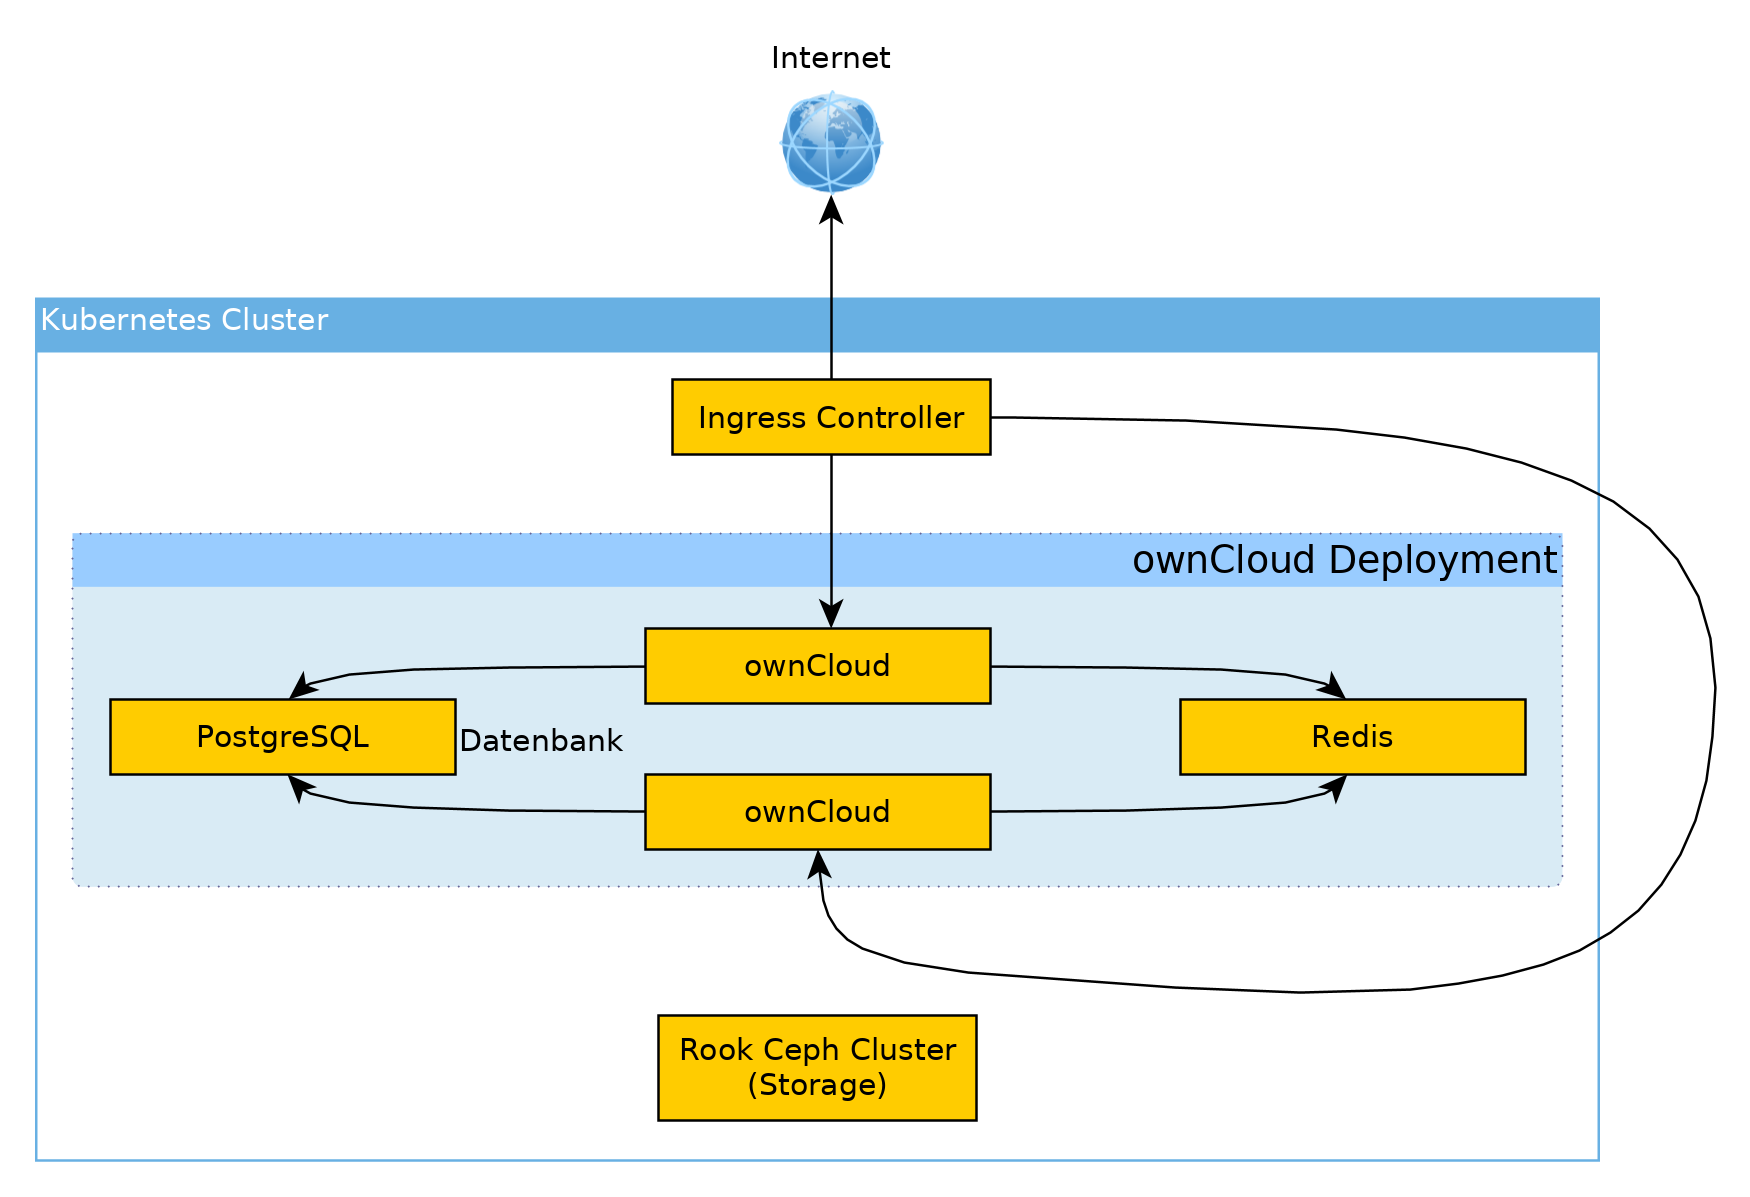 Internet
Kubernetes Cluster
Ingress Controller
ownCloud Deployment
ownCloud
PostgreSQL
Datenbank
Redis
ownCloud
Rook Ceph Cluster
(Storage)